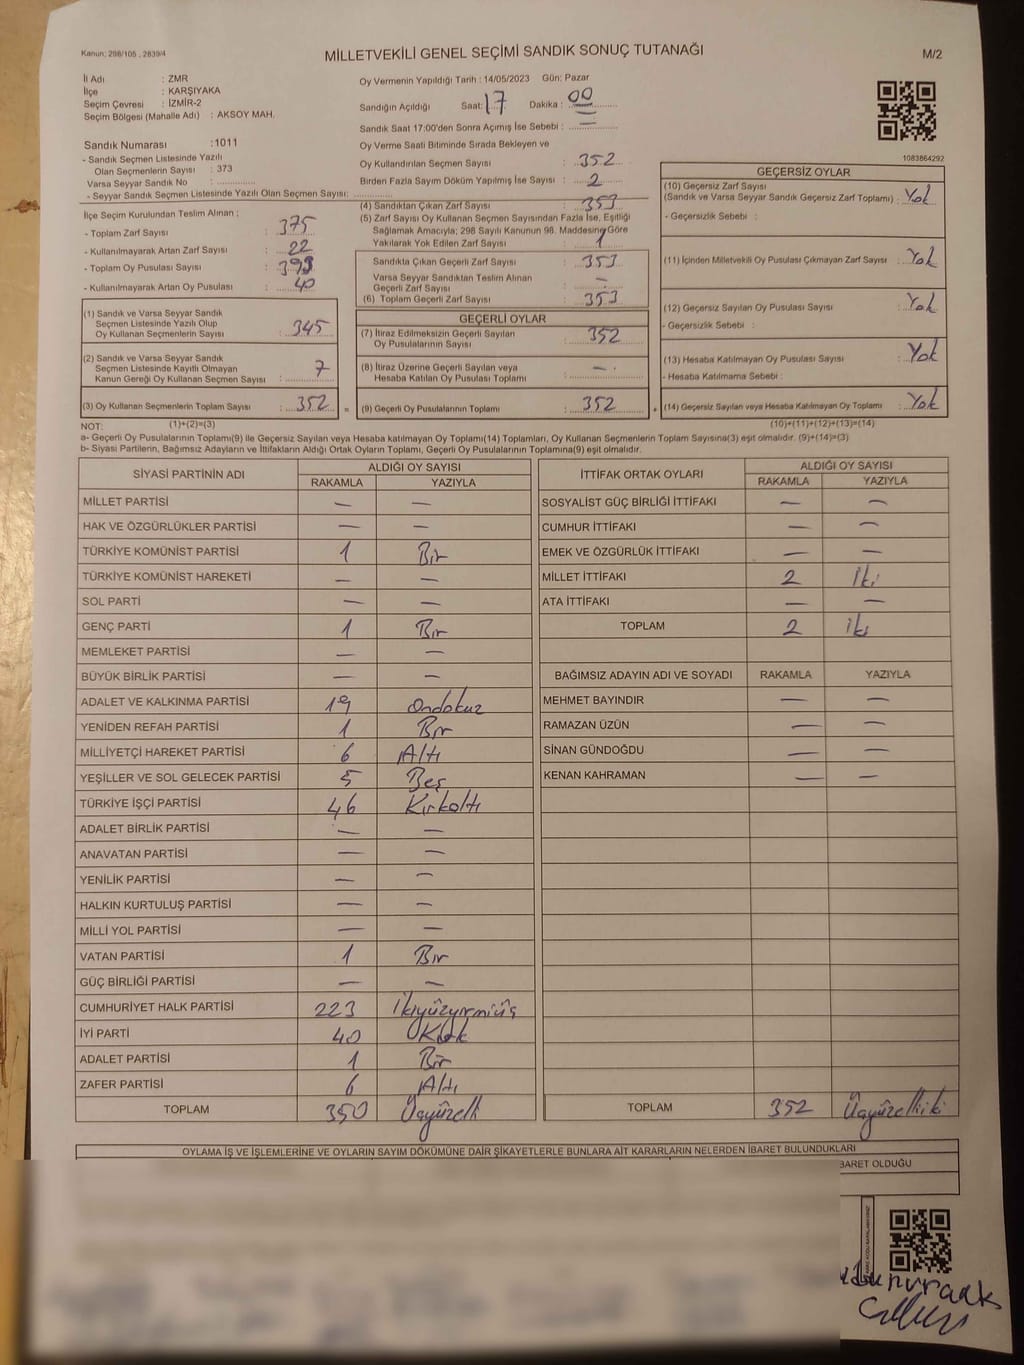 Kanun: 298/105 , 2839/4
MİLLETVEKİLİ GENEL SEÇİMİ SANDIK SONUÇ TUTANAĞI
M/2
İl Adı : ZMR
İlçe : KARŞIYAKA
Seçim Çevresi : İZMİR-2
Seçim Bölgesi (Mahalle Adı) : AKSOY MAH.
Sandık Numarası :1011
- Sandık Seçmen Listesinde Yazılı
Olan Seçmenlerin Sayısı : 373
Varsa Seyyar Sandık No :
- Seyyar Sandık Seçmen Listesinde Yazılı Olan Seçmen Sayısı:
Oy Vermenin Yapıldığı Tarih : 14/05/2023 Gün: Pazar
Sandığın Açıldığı Saat: 17 Dakika : 00
Sandık Saat 17:00'den Sonra Açımış İse Sebebi :
Oy Verme Saati Bitiminde Sırada Bekleyen ve
Oy Kullandırılan Seçmen Sayısı : 352
Birden Fazla Sayım Döküm Yapılmış İse Sayısı : 2
1083864292
İlçe Seçim Kurulundan Teslim Alınan ;
- Toplam Zarf Sayısı : 375
- Kullanılmayarak Artan Zarf Sayısı : 22
- Toplam Oy Pusulası Sayısı : 393
- Kullanılmayarak Artan Oy Pusulası : 40
(4) Sandıktan Çıkan Zarf Sayısı : 353
(5) Zarf Sayısı Oy Kullanan Seçmen Sayısından Fazla İse, Eşitliği
Sağlamak Amacıyla; 298 Sayılı Kanunun 98. Maddesine Göre
Yakılarak Yok Edilen Zarf Sayısı : 1
Sandıkta Çıkan Geçerli Zarf Sayısı : 353
Varsa Seyyar Sandıktan Teslim Alınan
Geçerli Zarf Sayısı : -
(6) Toplam Geçerli Zarf Sayısı : 353
GEÇERSİZ OYLAR
(10) Geçersiz Zarf Sayısı
(Sandık ve Varsa Seyyar Sandık Geçersiz Zarf Toplamı) : Yok
- Geçersizlik Sebebi :
(11) İçinden Milletvekili Oy Pusulası Çıkmayan Zarf Sayısı : Yok
(12) Geçersiz Sayılan Oy Pusulası Sayısı : Yok
- Geçersizlik Sebebi :
(13) Hesaba Katılmayan Oy Pusulası Sayısı : Yok
- Hesaba Katılmama Sebebi :
(14) Geçersiz Sayılan veya Hesaba Katılmayan Oy Toplamı : Yok
(10)+(11)+(12)+(13)=(14)
(1) Sandık ve Varsa Seyyar Sandık
Seçmen Listesinde Yazılı Olup
Oy Kullanan Seçmenlerin Sayısı : 345
(2) Sandık ve Varsa Seyyar Sandık
Seçmen Listesinde Kayıtlı Olmayan
Kanun Gereği Oy Kullanan Seçmen Sayısı : 7
(3) Oy Kullanan Seçmenlerin Toplam Sayısı : 352
(1)+(2)=(3)
=
GEÇERLİ OYLAR
(7) İtiraz Edilmeksizin Geçerli Sayılan
Oy Pusulalarının Sayısı : 352
(8) İtiraz Üzerine Geçerli Sayılan veya
Hesaba Katılan Oy Pusulası Toplamı : -
(9) Geçerli Oy Pusulalarının Toplamı : 352
+
NOT:
a- Geçerli Oy Pusulalarının Toplamı(9) ile Geçersiz Sayılan veya Hesaba katılmayan Oy Toplamı(14) Toplamları, Oy Kullanan Seçmenlerin Toplam Sayısına(3) eşit olmalıdır. (9)+(14)=(3)
b- Siyasi Partilerin, Bağımsız Adayların ve İttifakların Aldığı Ortak Oyların Toplamı, Geçerli Oy Pusulalarının Toplamına(9) eşit olmalıdır.
SİYASİ PARTİNİN ADI ALDIĞI OY SAYISI
RAKAMLA YAZIYLA
MİLLET PARTİSİ - -
HAK VE ÖZGÜRLÜKLER PARTİSİ - -
TÜRKİYE KOMÜNİST PARTİSİ 1 Bir
TÜRKİYE KOMÜNİST HAREKETİ - -
SOL PARTİ - -
GENÇ PARTİ 1 Bir
MEMLEKET PARTİSİ - -
BÜYÜK BİRLİK PARTİSİ - -
ADALET VE KALKINMA PARTİSİ 19 Ondokuz
YENİDEN REFAH PARTİSİ 1 Bir
MİLLİYETÇİ HAREKET PARTİSİ 6 Altı
YEŞİLLER VE SOL GELECEK PARTİSİ 5 Beş
TÜRKİYE İŞÇİ PARTİSİ 46 Kırkaltı
ADALET BİRLİK PARTİSİ - -
ANAVATAN PARTİSİ - -
YENİLİK PARTİSİ - -
HALKIN KURTULUŞ PARTİSİ - -
MİLLİ YOL PARTİSİ - -
VATAN PARTİSİ 1 Bir
GÜÇ BİRLİĞİ PARTİSİ - -
CUMHURİYET HALK PARTİSİ 223 İkiyüzyirmiüç
İYİ PARTİ 40 Kırk
ADALET PARTİSİ 1 Bir
ZAFER PARTİSİ 6 Altı
TOPLAM 350 Üçyüzelli
İTTİFAK ORTAK OYLARI ALDIĞI OY SAYISI
RAKAMLA YAZIYLA
SOSYALİST GÜÇ BİRLİĞİ İTTİFAKI - -
CUMHUR İTTİFAKI - -
EMEK VE ÖZGÜRLÜK İTTİFAKI - -
MİLLET İTTİFAKI 2 İki
ATA İTTİFAKI - -
TOPLAM 2 iki
BAĞIMSIZ ADAYIN ADI VE SOYADI RAKAMLA YAZIYLA
MEHMET BAYINDIR - -
RAMAZAN ÜZÜN - -
SİNAN GÜNDOĞDU - -
KENAN KAHRAMAN - -
TOPLAM 352 Üçyüzelliiki
OYLAMA İŞ VE İŞLEMLERİNE VE OYLARIN SAYIM DÖKÜMÜNE DAİR ŞİKAYETLERLE BUNLARA AİT KARARLARIN NELERDEN İBARET BULUNDUKLARI
BARET OLDUĞU